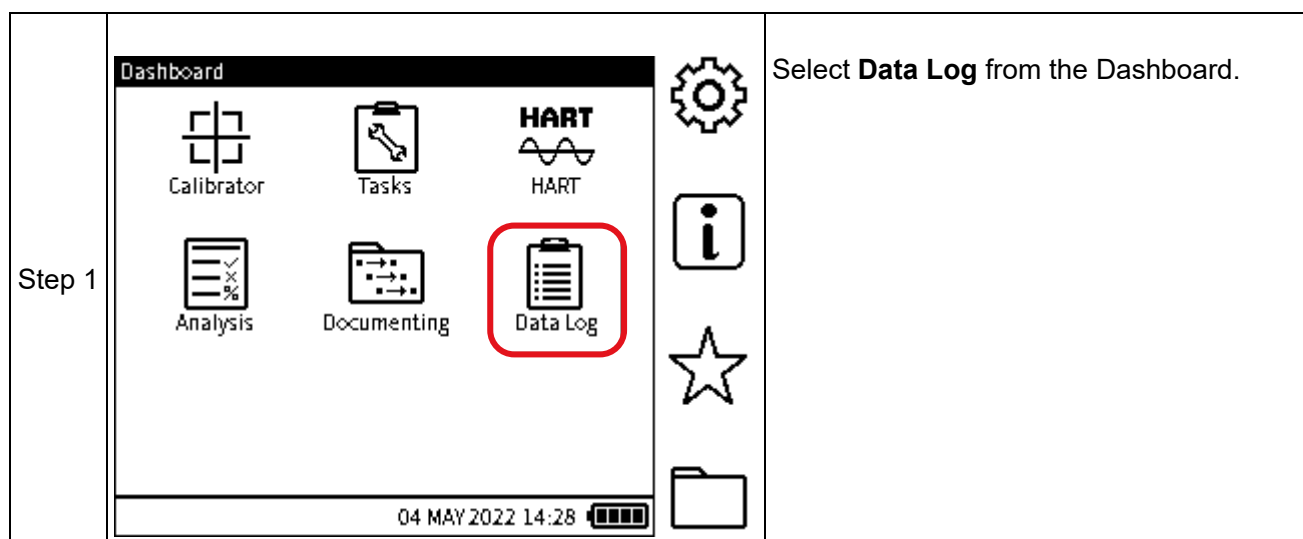 Step 1
Dashboard
Calibrator
Tasks
HART
HART
Analysis
Documenting
Data Log
04 MAY 2022 14:28
i
Select Data Log from the Dashboard.